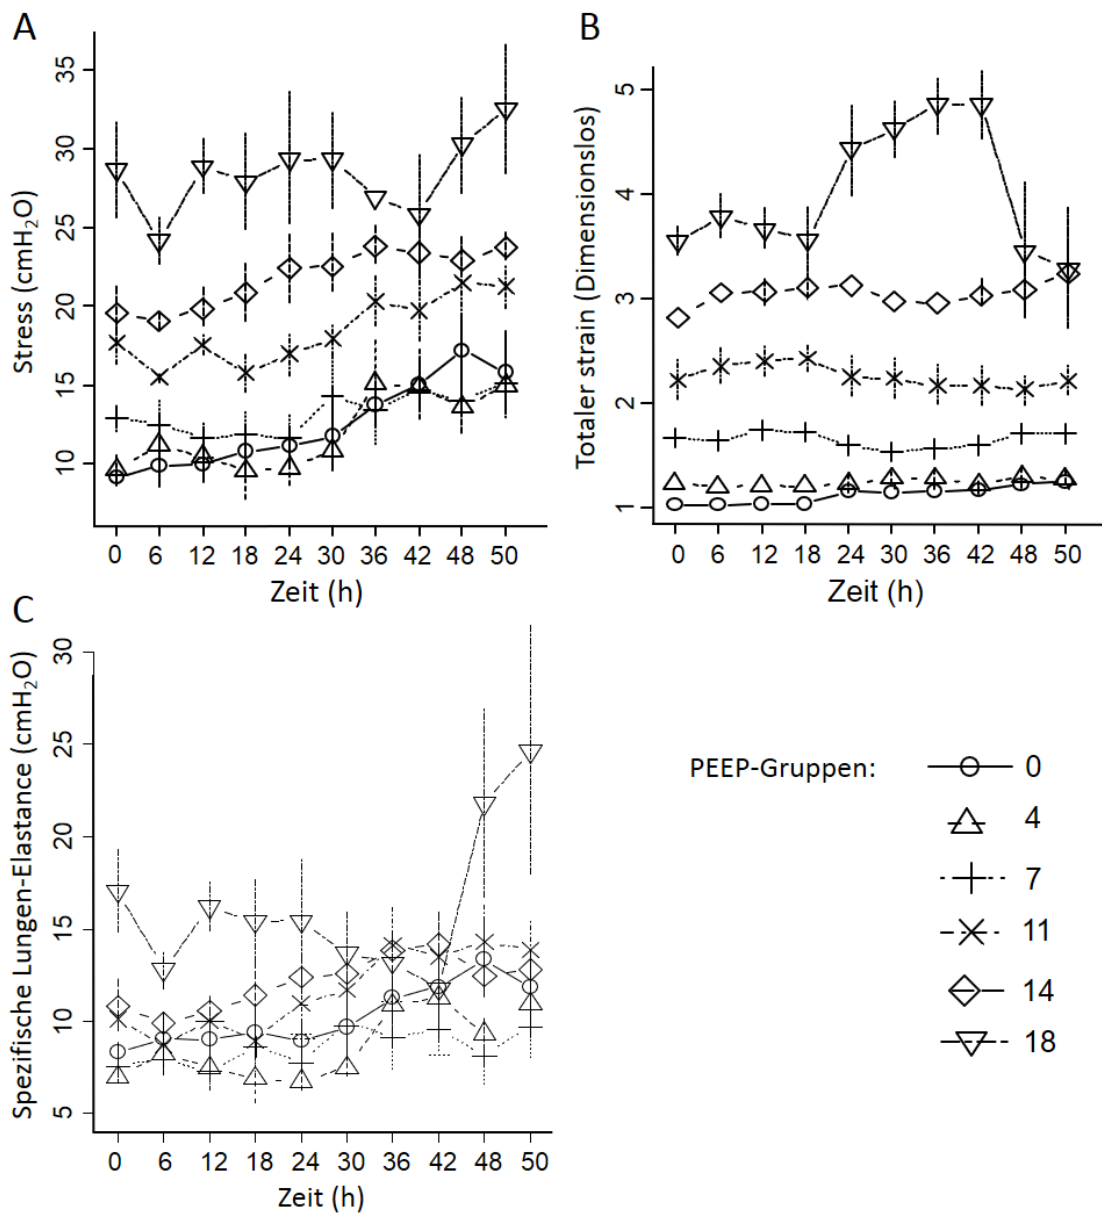 A
Stress (cmH₂O)
35
30
25
20
15
10
0 6 12 18 24 30 36 42 48 50
Zeit (h)
B
Totaler strain (Dimensionslos)
5
4
3
2
1
0 6 12 18 24 30 36 42 48 50
Zeit (h)
C
Spezifische Lungen-Elastance (cmH₂O)
30
25
20
15
10
5
0 6 12 18 24 30 36 42 48 50
Zeit (h)
PEEP-Gruppen:
0
4
7
11
14
18